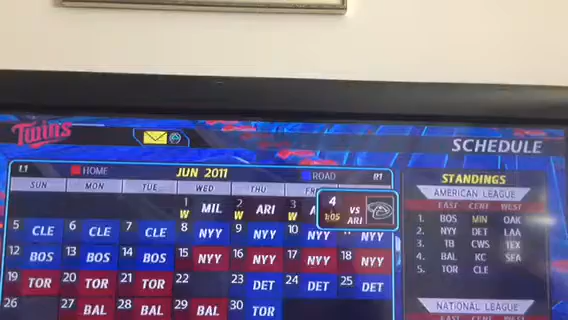 Twins
SCHEDULE
L1 HOME JUN 2011 ROAD R1
SUN MON TUE WED THU
1 W MIL 2 W ARI 3 W 4 1:05 VS ARI
5 CLE 6 CLE 7 CLE 8 NYY 9 NYY 10 NYY NYY
12 BOS 13 BOS 14 BOS 15 NYY 16 NYY 17 NYY 18 NYY
19 TOR 20 TOR 21 TOR 22 23 DET 24 DET 25 DET
26 27 BAL 28 BAL 29 BAL 30 TOR
STANDINGS
AMERICAN LEAGUE
EAST CENT WEST
1. BOS MIN OAK
2. NYY DET LAA
3. TB CWS TEX
4. BAL KC SEA
5. TOR CLE
NATIONAL LEAGUE
EAST CENT WEST